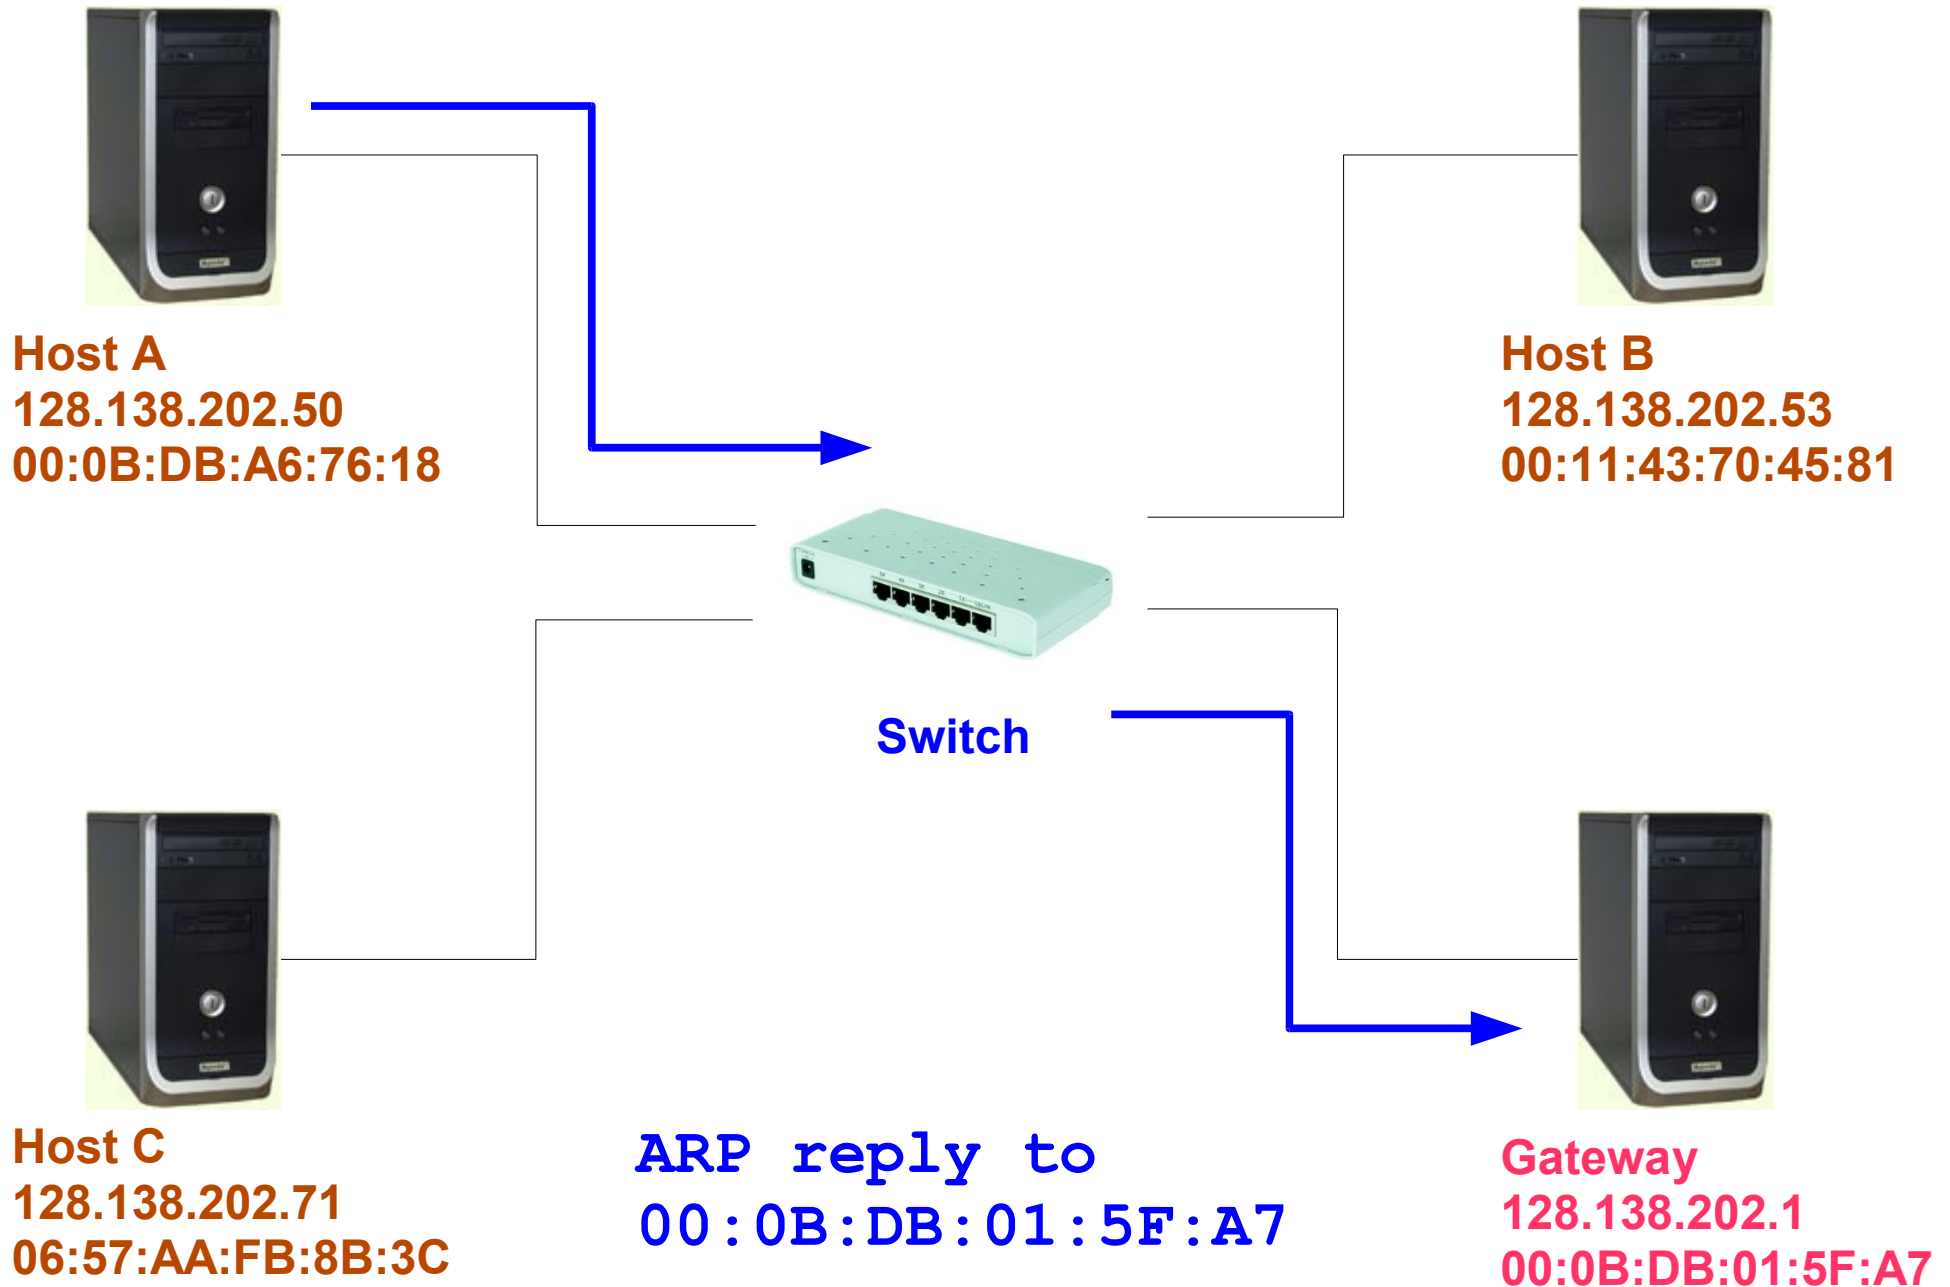 Host A
128.138.202.50
00:0B:DB:A6:76:18
Host B
128.138.202.53
00:11:43:70:45:81
Switch
Host C
128.138.202.71
06:57:AA:FB:8B:3C
ARP reply to
00:0B:DB:01:5F:A7
Gateway
128.138.202.1
00:0B:DB:01:5F:A7